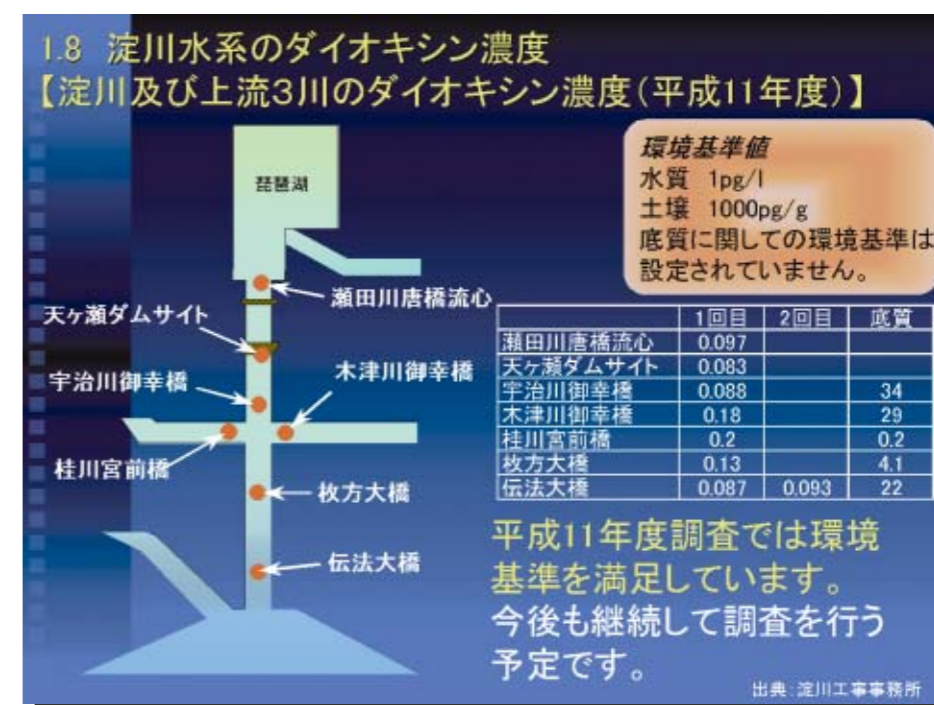 1.8 淀川水系のダイオキシン濃度
【淀川及び上流3川のダイオキシン濃度(平成11年度)】
環境基準値
水質 1pg/l
土壌 1000pg/g
底質に関しての環境基準は
設定されていません。
琵琶湖
瀬田川唐橋流心
天ヶ瀬ダムサイト
木津川御幸橋
宇治川御幸橋
桂川宮前橋
枚方大橋
伝法大橋
1回目 2回目 底質
瀬田川唐橋流心 0.097
天ヶ瀬ダムサイト 0.083
宇治川御幸橋 0.088 34
木津川御幸橋 0.18 29
桂川宮前橋 0.2 0.2
枚方大橋 0.13 4.1
伝法大橋 0.087 0.093 22
平成11年度調査では環境
基準を満足しています。
今後も継続して調査を行う
予定です。
出典:淀川工事事務所